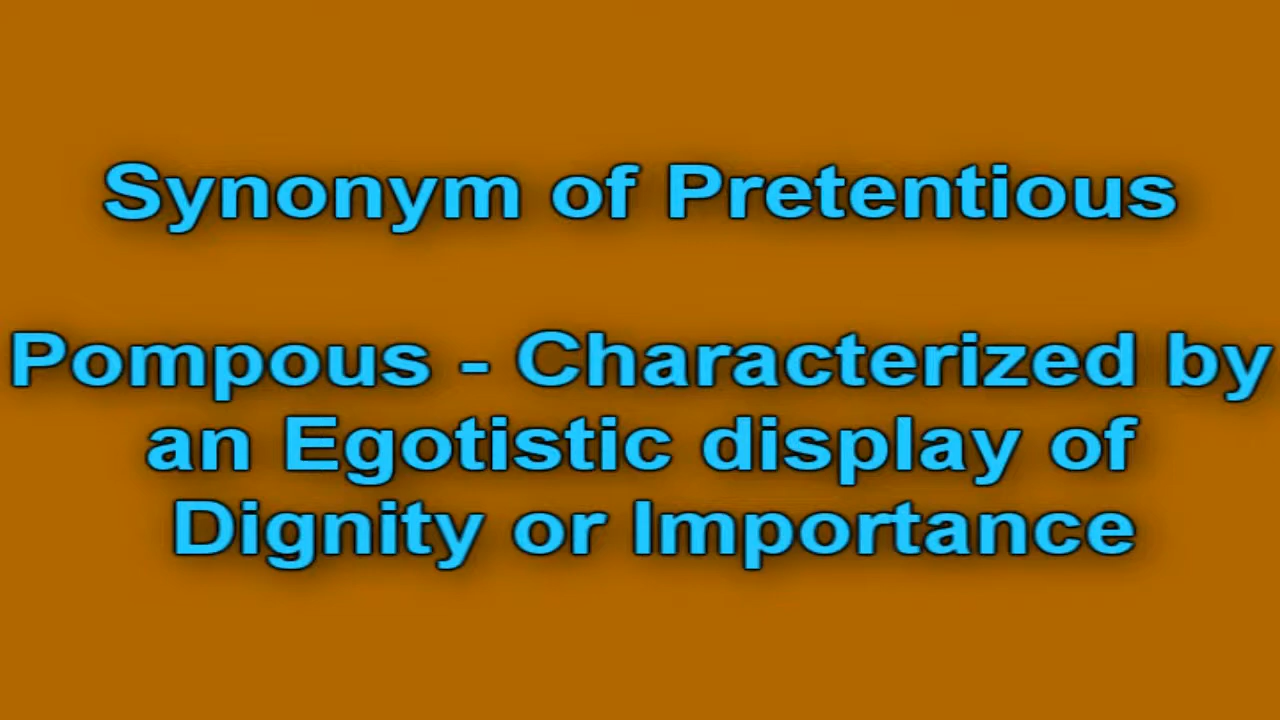 Synonym of Pretentious
Pompous - Characterized by
an Egotistic display of
Dignity or Importance